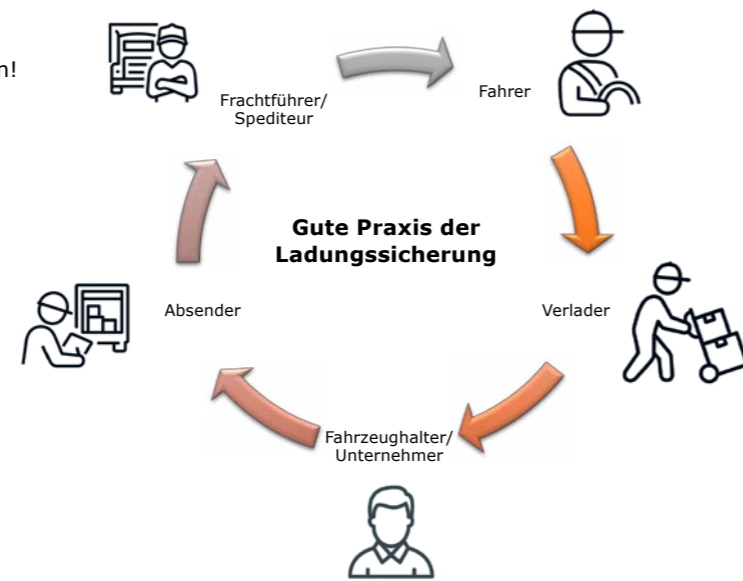 n!
Frachtführer/
Spediteur
Fahrer
Gute Praxis der
Ladungssicherung
Absender
Verlader
Fahrzeughalter/
Unternehmer